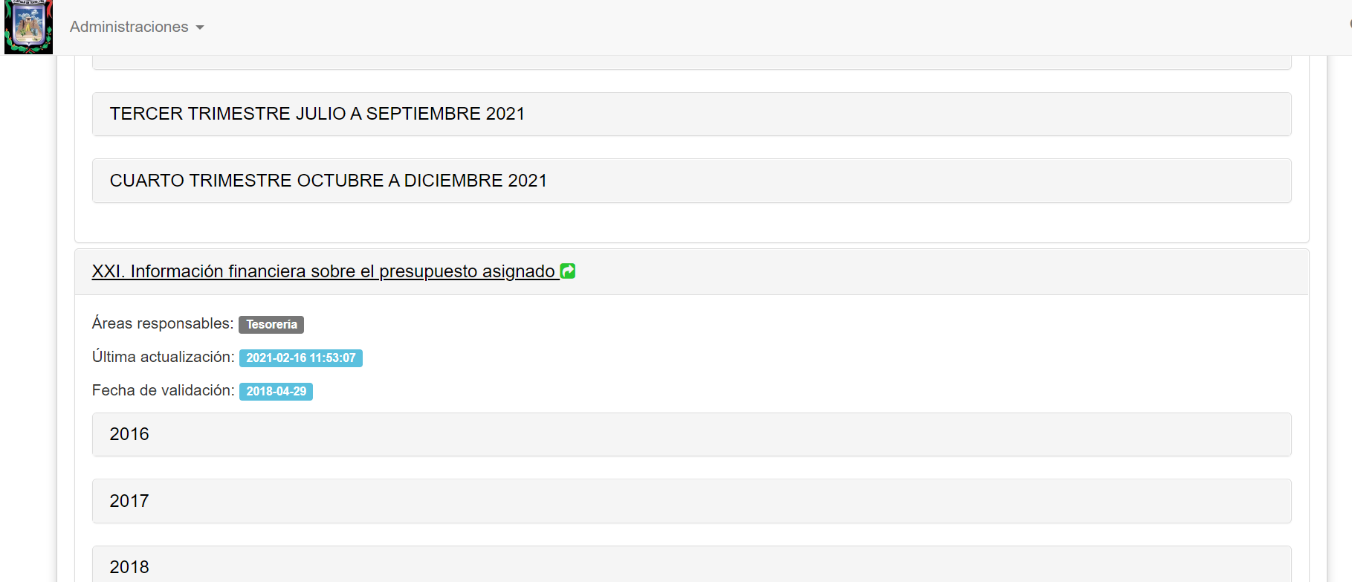 Administraciones
TERCER TRIMESTRE JULIO A SEPTIEMBRE 2021
CUARTO TRIMESTRE OCTUBRE A DICIEMBRE 2021
XXI. Información financiera sobre el presupuesto asignado
Áreas responsables: Tesoreria
Última actualización: 2021-02-16 11:53:07
Fecha de validación: 2018-04-29
2016
2017
2018